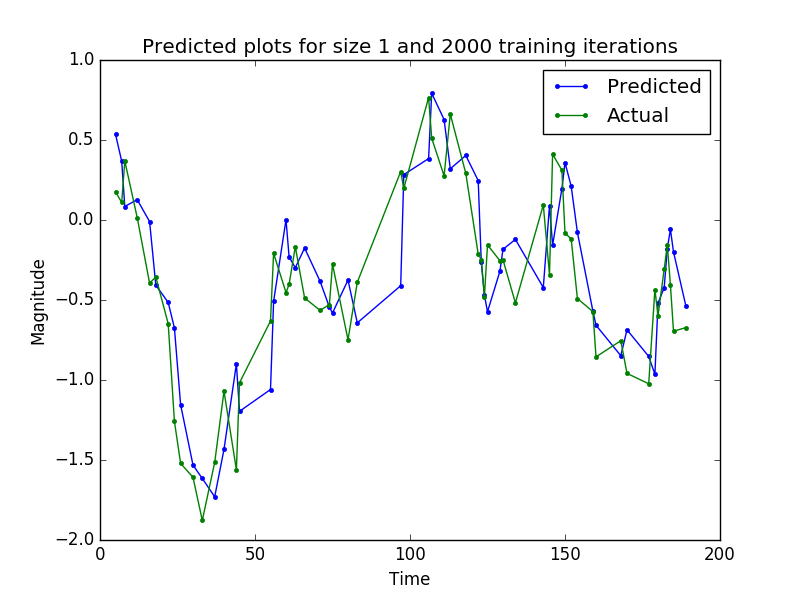 Predicted plots for size 1 and 2000 training iterations
1.0
0.5
0.0
−0.5
−1.0
−1.5
−2.0
Magnitude
0 50 100 150 200
Time
Predicted
Actual